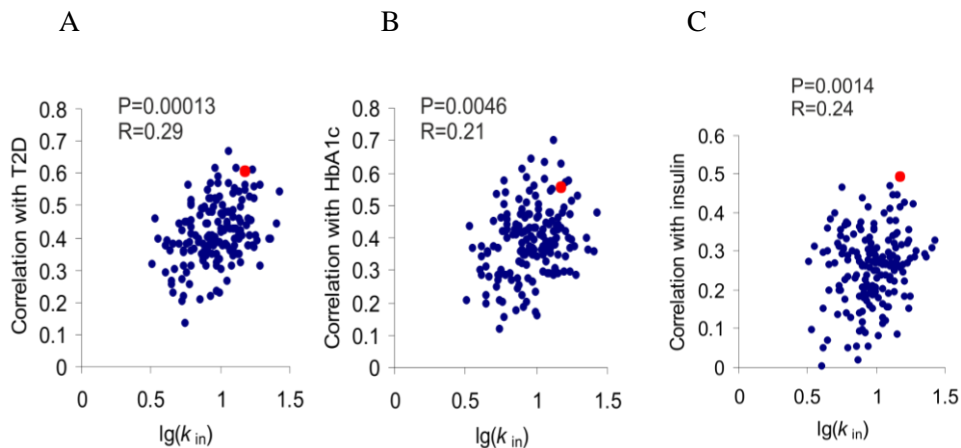 A
B
C
P=0.00013
R=0.29
Correlation with T2D
0.8
0.7
0.6
0.5
0.4
0.3
0.2
0.1
0
0
0.5
1
1.5
lg(k in)
P=0.0046
R=0.21
Correlation with HbA1c
0.8
0.7
0.6
0.5
0.4
0.3
0.2
0.1
0
0
0.5
1.0
1.5
lg(k in)
P=0.0014
R=0.24
Correlation with insulin
0.6
0.5
0.4
0.3
0.2
0.1
0
0
0.5
1.0
1.5
lg(k in)